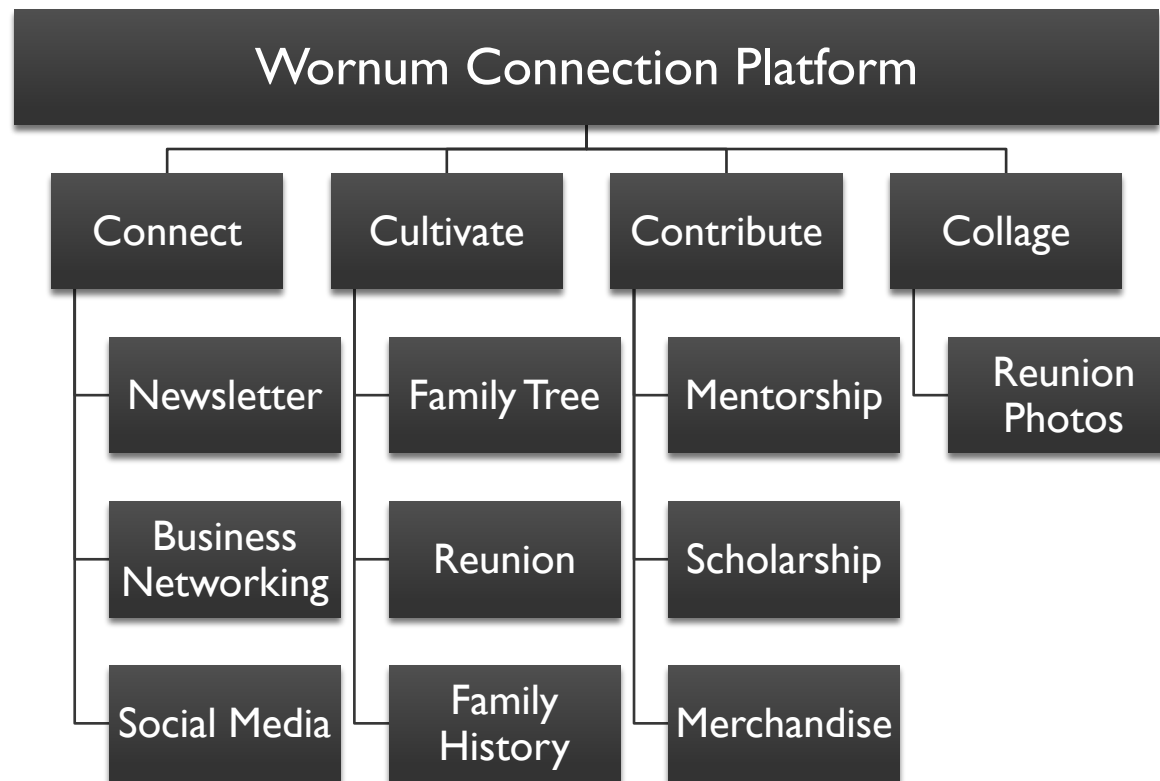 Wornum Connection Platform
Connect
Cultivate
Contribute
Collage
Newsletter
Family Tree
Mentorship
Reunion
Photos
Business
Networking
Reunion
Scholarship
Social Media
Family
History
Merchandise